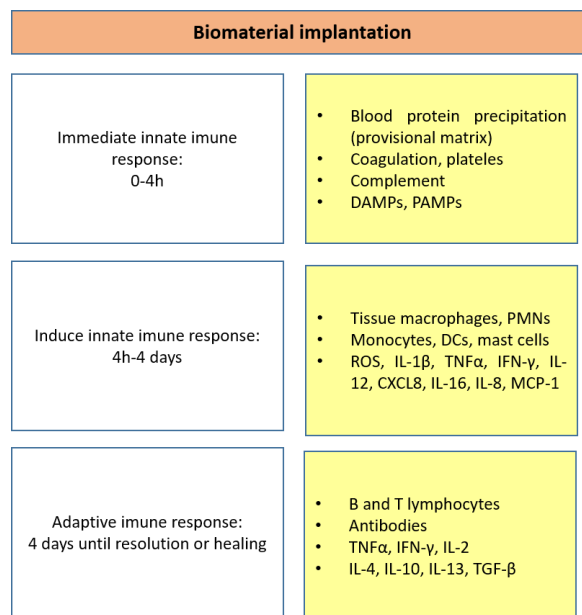 Biomaterial implantation
Immediate innate imune
response:
0-4h
• Blood protein precipitation
(provisional matrix)
• Coagulation, plateles
• Complement
• DAMPs, PAMPs
Induce innate imune response:
4h-4 days
• Tissue macrophages, PMNs
• Monocytes, DCs, mast cells
• ROS, IL-1β, TNFα, IFN-γ, IL-
12, CXCL8, IL-16, IL-8, MCP-1
Adaptive imune response:
4 days until resolution or healing
• B and T lymphocytes
• Antibodies
• TNFα, IFN-γ, IL-2
• IL-4, IL-10, IL-13, TGF-β